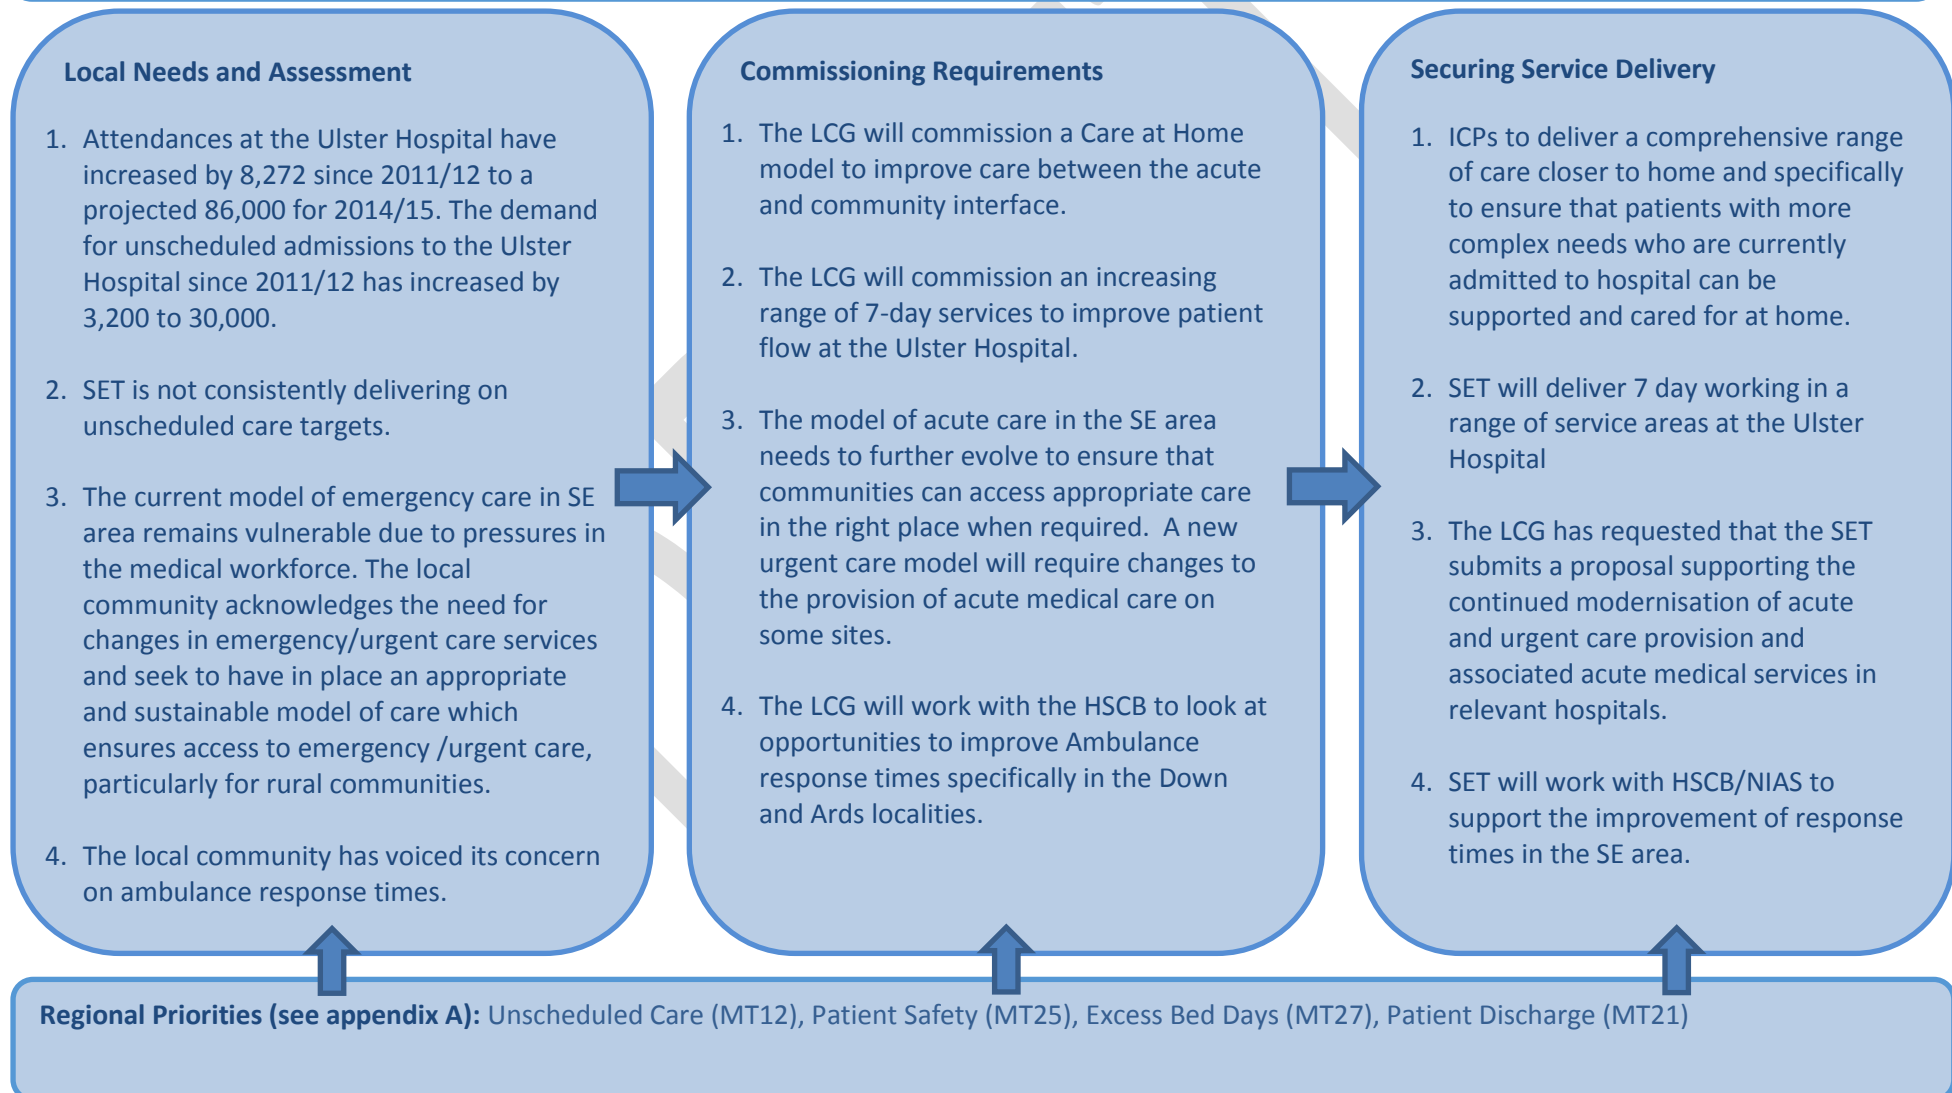 Local Needs and Assessment
1. Attendances at the Ulster Hospital have
increased by 8,272 since 2011/12 to a
projected 86,000 for 2014/15. The demand
for unscheduled admissions to the Ulster
Hospital since 2011/12 has increased by
3,200 to 30,000.
2. SET is not consistently delivering on
unscheduled care targets.
3. The current model of emergency care in SE
area remains vulnerable due to pressures in
the medical workforce. The local
community acknowledges the need for
changes in emergency/urgent care services
and seek to have in place an appropriate
and sustainable model of care which
ensures access to emergency /urgent care,
particularly for rural communities.
4. The local community has voiced its concern
on ambulance response times.
Commissioning Requirements
1. The LCG will commission a Care at Home
model to improve care between the acute
and community interface.
2. The LCG will commission an increasing
range of 7-day services to improve patient
flow at the Ulster Hospital.
3. The model of acute care in the SE area
needs to further evolve to ensure that
communities can access appropriate care
in the right place when required. A new
urgent care model will require changes to
the provision of acute medical care on
some sites.
4. The LCG will work with the HSCB to look at
opportunities to improve Ambulance
response times specifically in the Down
and Ards localities.
Securing Service Delivery
1. ICPs to deliver a comprehensive range
of care closer to home and specifically
to ensure that patients with more
complex needs who are currently
admitted to hospital can be
supported and cared for at home.
2. SET will deliver 7 day working in a
range of service areas at the Ulster
Hospital
3. The LCG has requested that the SET
submits a proposal supporting the
continued modernisation of acute
and urgent care provision and
associated acute medical services in
relevant hospitals.
4. SET will work with HSCB/NIAS to
support the improvement of response
times in the SE area.
Regional Priorities (see appendix A): Unscheduled Care (MT12), Patient Safety (MT25), Excess Bed Days (MT27), Patient Discharge (MT21)